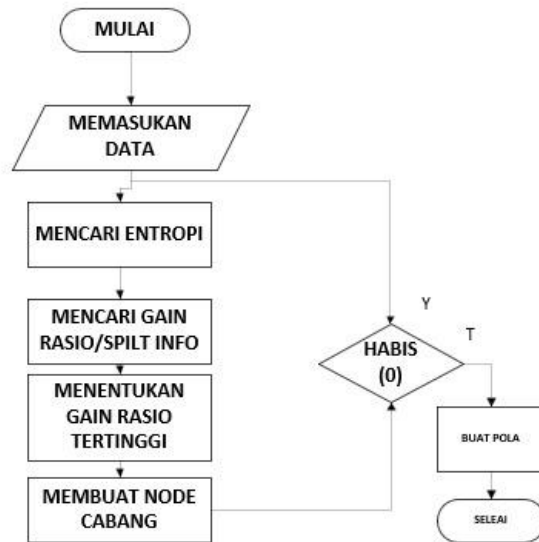 MULAI
MEMASUKAN
DATA
MENCARI ENTROPI
MENCARI GAIN
RASIO/SPILT INFO
MENENTUKAN
GAIN RASIO
TERTINGGI
MEMBUAT NODE
CABANG
Y
T
HABIS
(0)
BUAT POLA
SELEAI